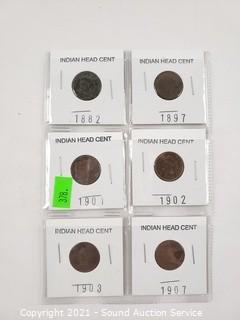 INDIAN HEAD CENT INDIAN HEAD CENT
1882 1897
INDIAN HEAD CENT INDIAN HEAD CENT
378.
1901 1902
INDIAN HEAD CENT INDIAN HEAD CENT
1903 1907
Copyright 2021 - Sound Auction Service